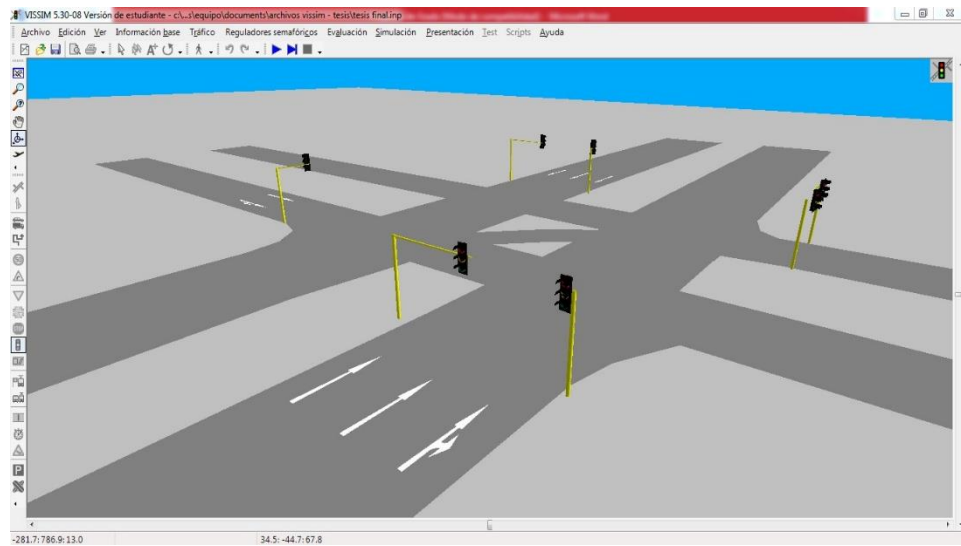 VISSIM 5.30-08 Versión de estudiante - c:\...s\equipo\documents\archivos vissim - tesis\tesis final.inp
Archivo Edición Ver Información base Tráfico Reguladores semafóricos Evaluación Simulación Presentación Test Scripts Ayuda
-281.7:786.9:13.0 34.5: -44.7:67.8